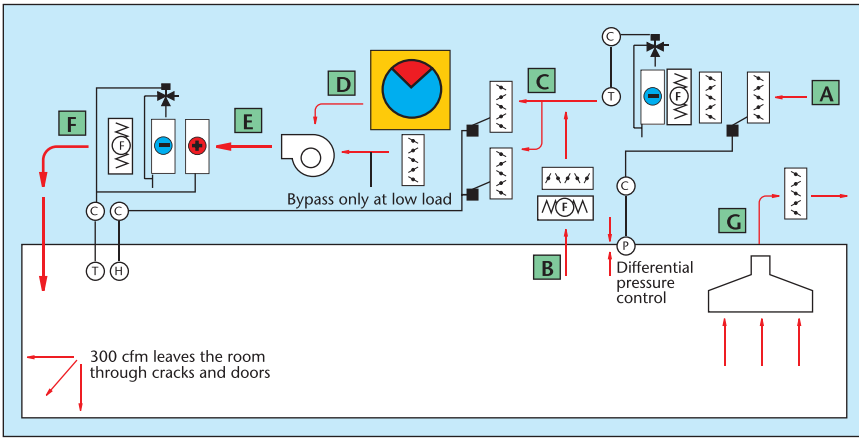 C
D
C
A
T
F
F
E
F
Bypass only at low load
F
C
C
C
G
P
T
H
B
Differential
pressure
control
300 cfm leaves the room
through cracks and doors